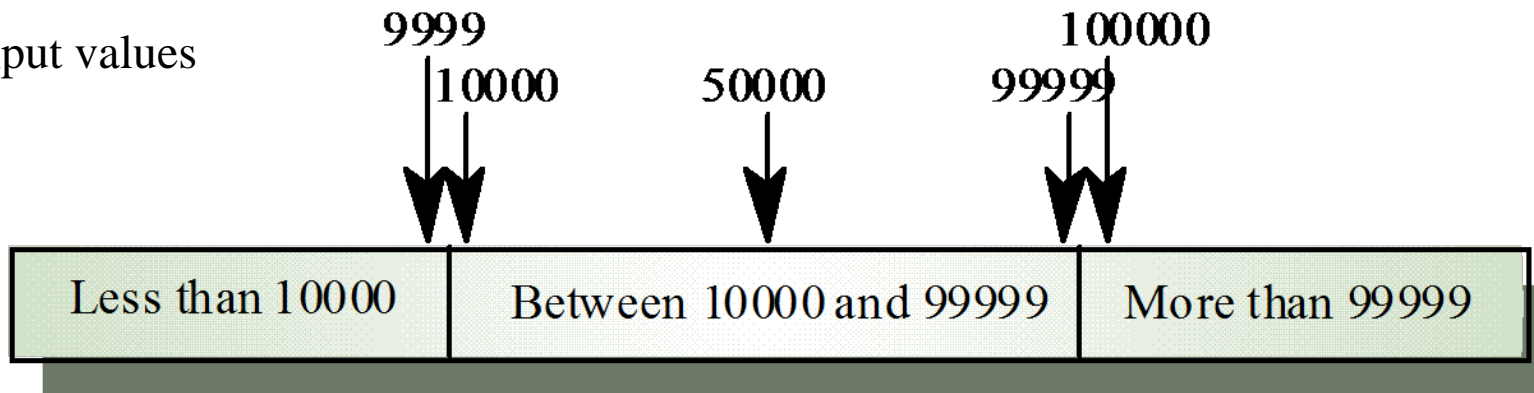 9999
100000
put values
10000
50000
99999
Less than 10000
Between 10000 and 99999
More than 99999